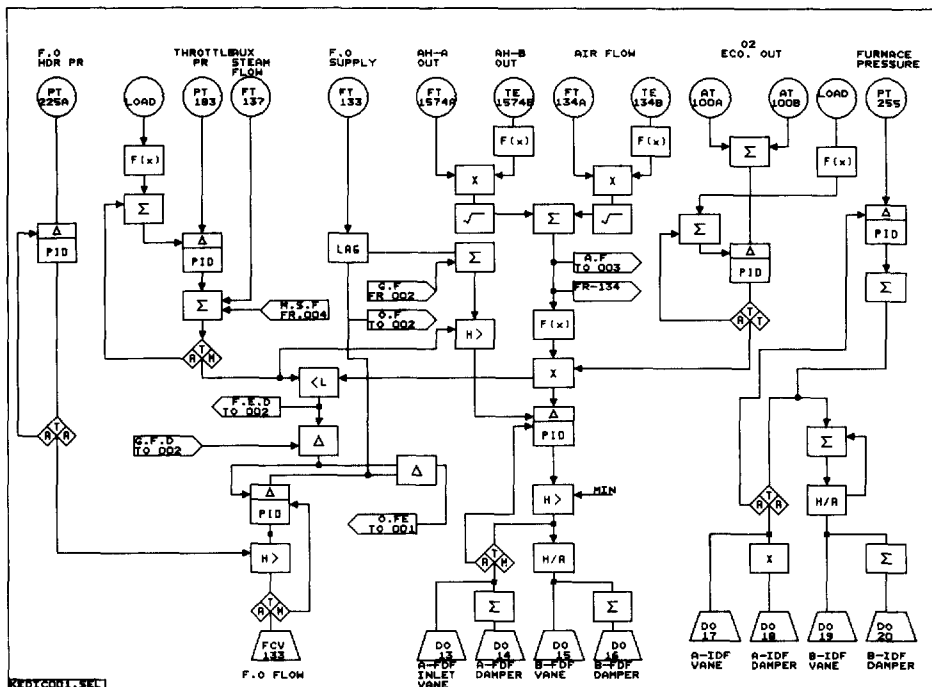 F.O
HDR PR
THROTTLE
PR
AUX
STEAM
FLOW
F.O
SUPPLY
AH-A
OUT
AH-B
OUT
AIR FLOW
O2
ECO. OUT
FURNACE
PRESSURE
PT
225A
LOAD
PT
183
FT
137
FT
133
FT
1574A
TE
1574B
FT
134A
TE
134B
AT
100A
AT
100B
LOAD
PT
255
F(x)
F(x)
F(x)
F(x)
Σ
X
X
Σ
√
Σ
√
Σ
Δ
PID
Δ
PID
LAG
Σ
Δ
PID
Δ
PID
A.F
TO 003
FR-134
G.F
FR 002
O.F
TO 002
Σ
M.S.F
FR.004
H>
F(x)
Σ
A T M
A T T
<L
X
F.E.D
TO 002
G.F.D
TO 002
Δ
Δ
PID
Σ
A T A
Δ
PID
Δ
H>
MIN
H/A
A T A
O.FE
TO 001
H>
A T M
H/A
X
Σ
A T M
Σ
Σ
FCV
133
DO
13
DO
14
DO
15
DO
16
DO
17
DO
18
DO
19
DO
20
F.O FLOW
A-FDF
INLET
VANE
A-FDF
DAMPER
B-FDF
VANE
B-FDF
DAMPER
A-IDF
VANE
A-IDF
DAMPER
B-IDF
VANE
B-IDF
DAMPER